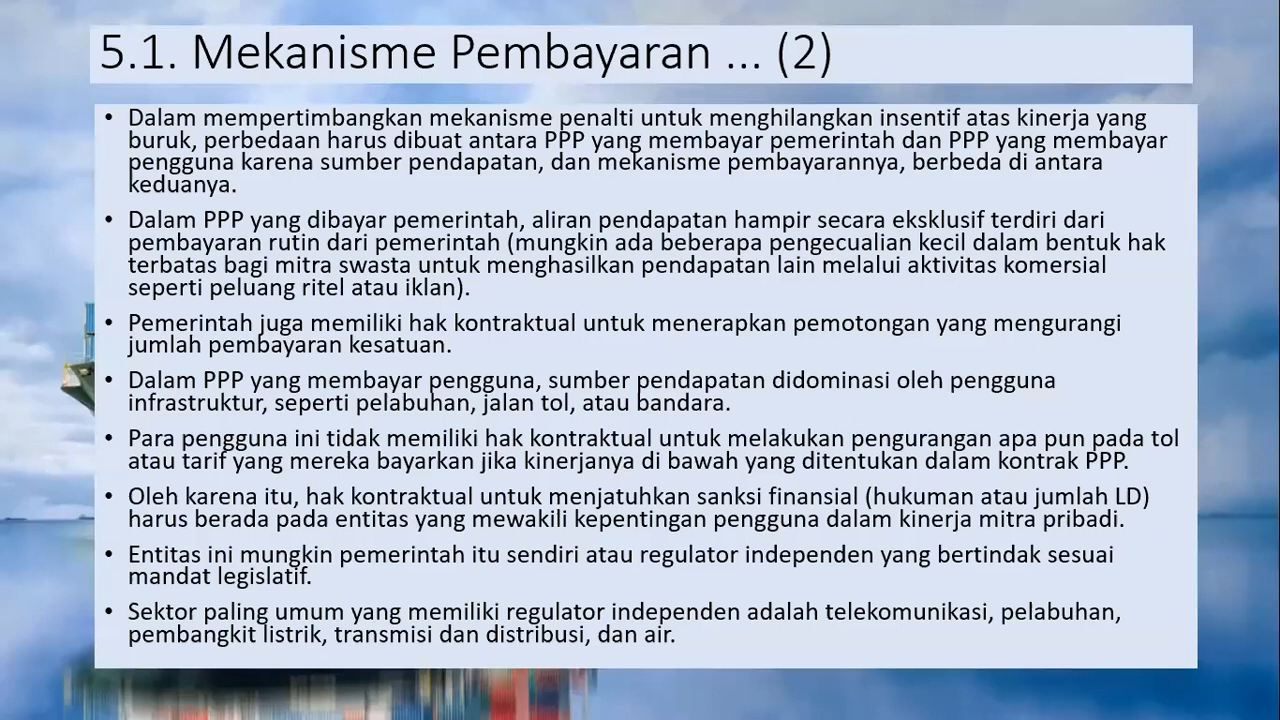 5.1. Mekanisme Pembayaran ... (2)
• Dalam mempertimbangkan mekanisme penalti untuk menghilangkan insentif atas kinerja yang
buruk, perbedaan harus dibuat antara PPP yang membayar pemerintah dan PPP yang membayar
pengguna karena sumber pendapatan, dan mekanisme pembayarannya, berbeda di antara
keduanya.
• Dalam PPP yang dibayar pemerintah, aliran pendapatan hampir secara eksklusif terdiri dari
pembayaran rutin dari pemerintah (mungkin ada beberapa pengecualian kecil dalam bentuk hak
terbatas bagi mitra swasta untuk menghasilkan pendapatan lain melalui aktivitas komersial
seperti peluang ritel atau iklan).
• Pemerintah juga memiliki hak kontraktual untuk menerapkan pemotongan yang mengurangi
jumlah pembayaran kesatuan.
• Dalam PPP yang membayar pengguna, sumber pendapatan didominasi oleh pengguna
infrastruktur, seperti pelabuhan, jalan tol, atau bandara.
• Para pengguna ini tidak memiliki hak kontraktual untuk melakukan pengurangan apa pun pada tol
atau tarif yang mereka bayarkan jika kinerjanya di bawah yang ditentukan dalam kontrak PPP.
• Oleh karena itu, hak kontraktual untuk menjatuhkan sanksi finansial (hukuman atau jumlah LD)
harus berada pada entitas yang mewakili kepentingan pengguna dalam kinerja mitra pribadi.
• Entitas ini mungkin pemerintah itu sendiri atau regulator independen yang bertindak sesuai
mandat legislatif.
• Sektor paling umum yang memiliki regulator independen adalah telekomunikasi, pelabuhan,
pembangkit listrik, transmisi dan distribusi, dan air.